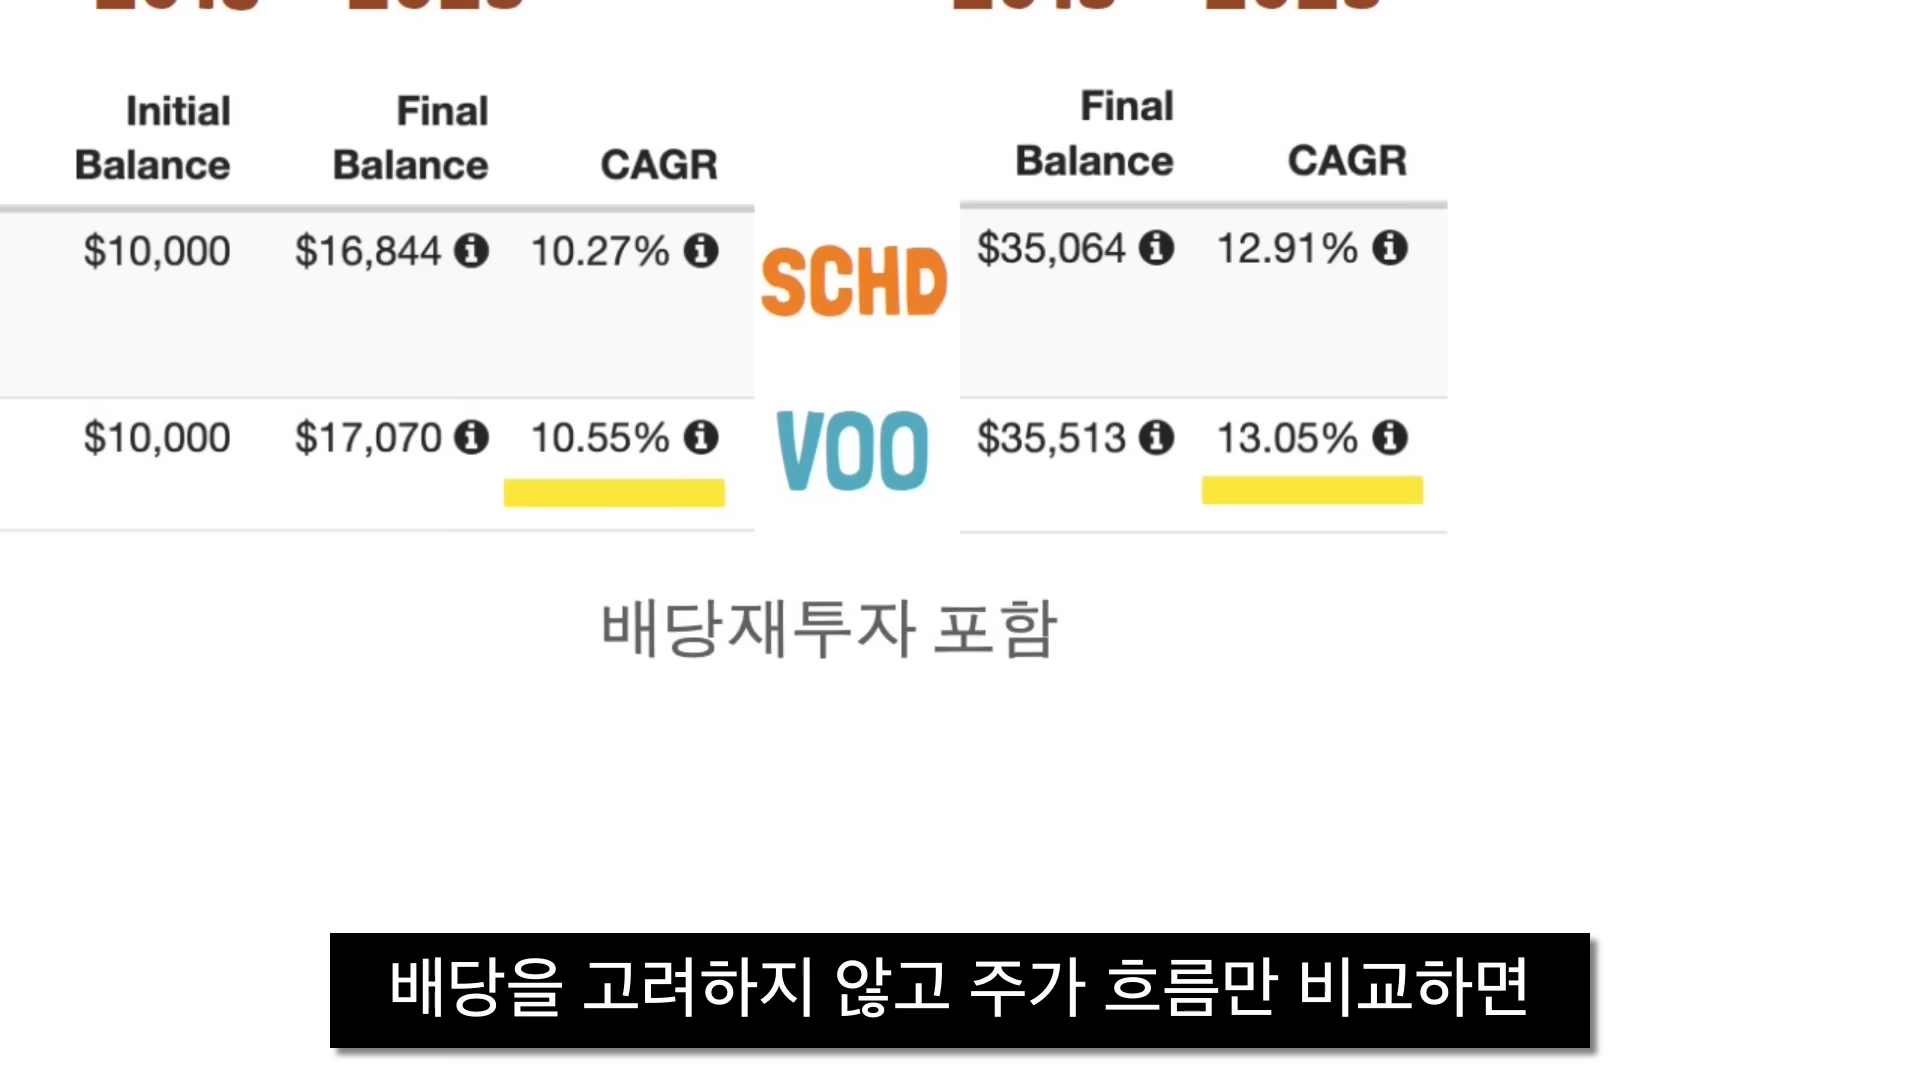 Initial Balance Final Balance CAGR
$10,000 $16,844 10.27%
$10,000 $17,070 10.55%
SCHD
VOO
Final Balance CAGR
$35,064 12.91%
$35,513 13.05%
배당재투자 포함
배당을 고려하지 않고 주가 흐름만 비교하면